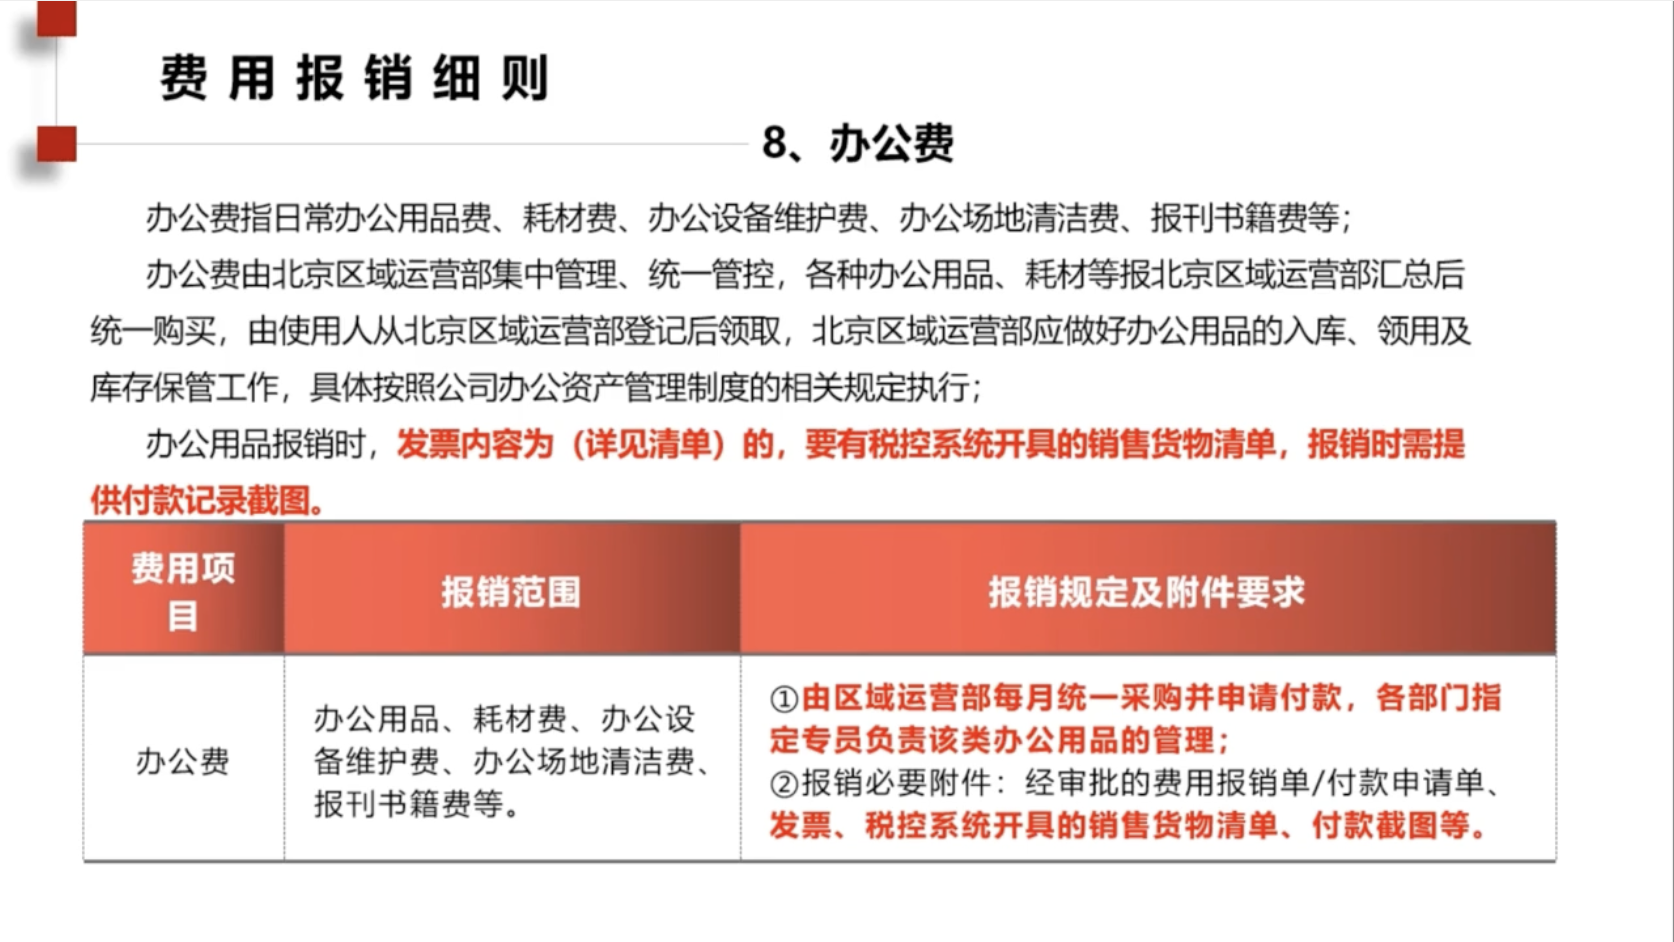 费用报销细则
8、办公费
办公费指日常办公用品费、耗材费、办公设备维护费、办公场地清洁费、报刊书籍费等；
办公费由北京区域运营部集中管理、统一管控，各种办公用品、耗材等报北京区域运营部汇总后
统一购买，由使用人从北京区域运营部登记后领取，北京区域运营部应做好办公用品的入库、领用及
库存保管工作，具体按照公司办公资产管理制度的相关规定执行；
办公用品报销时，发票内容为（详见清单）的，要有税控系统开具的销售货物清单，报销时需提
供付款记录截图。
费用项
目
报销范围
报销规定及附件要求
办公费
办公用品、耗材费、办公设
备维护费、办公场地清洁费、
报刊书籍费等。
①由区域运营部每月统一采购并申请付款，各部门指
定专员负责该类办公用品的管理；
②报销必要附件：经审批的费用报销单/付款申请单、
发票、税控系统开具的销售货物清单、付款截图等。